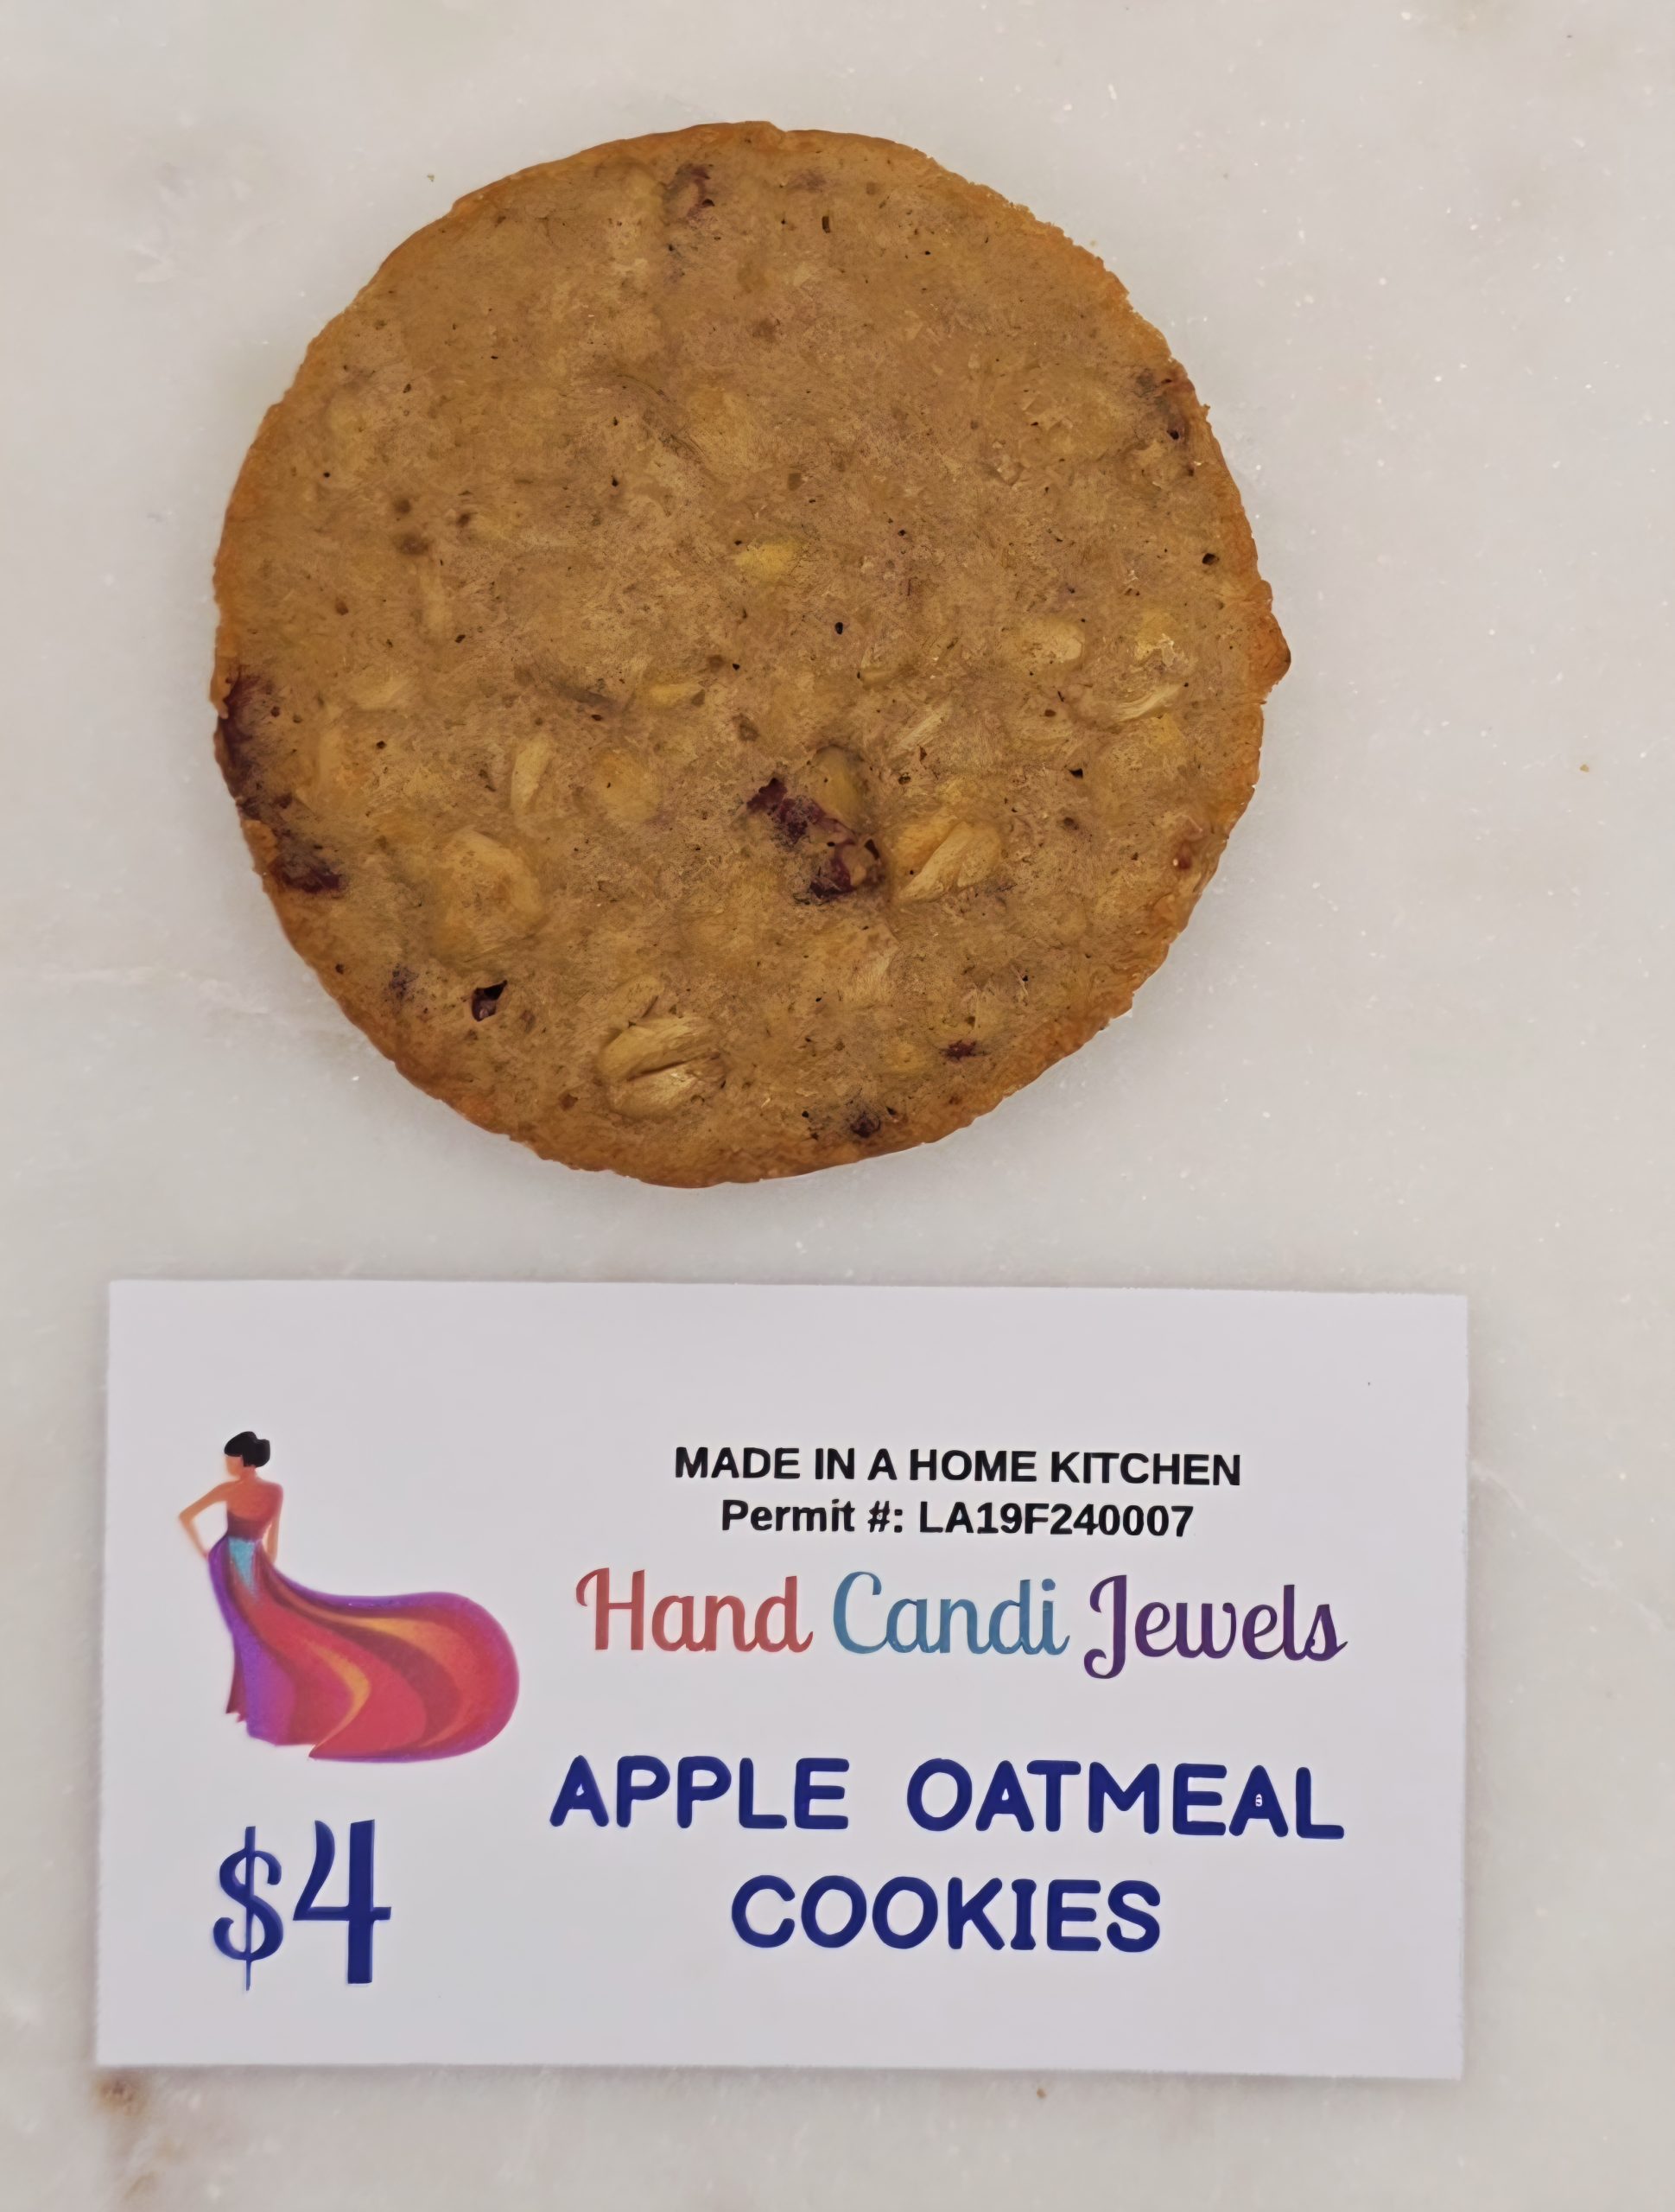 MADE IN A HOME KITCHEN
Permit #: LA19F240007
Hand Candi Jewels
APPLE OATMEAL
COOKIES
$4